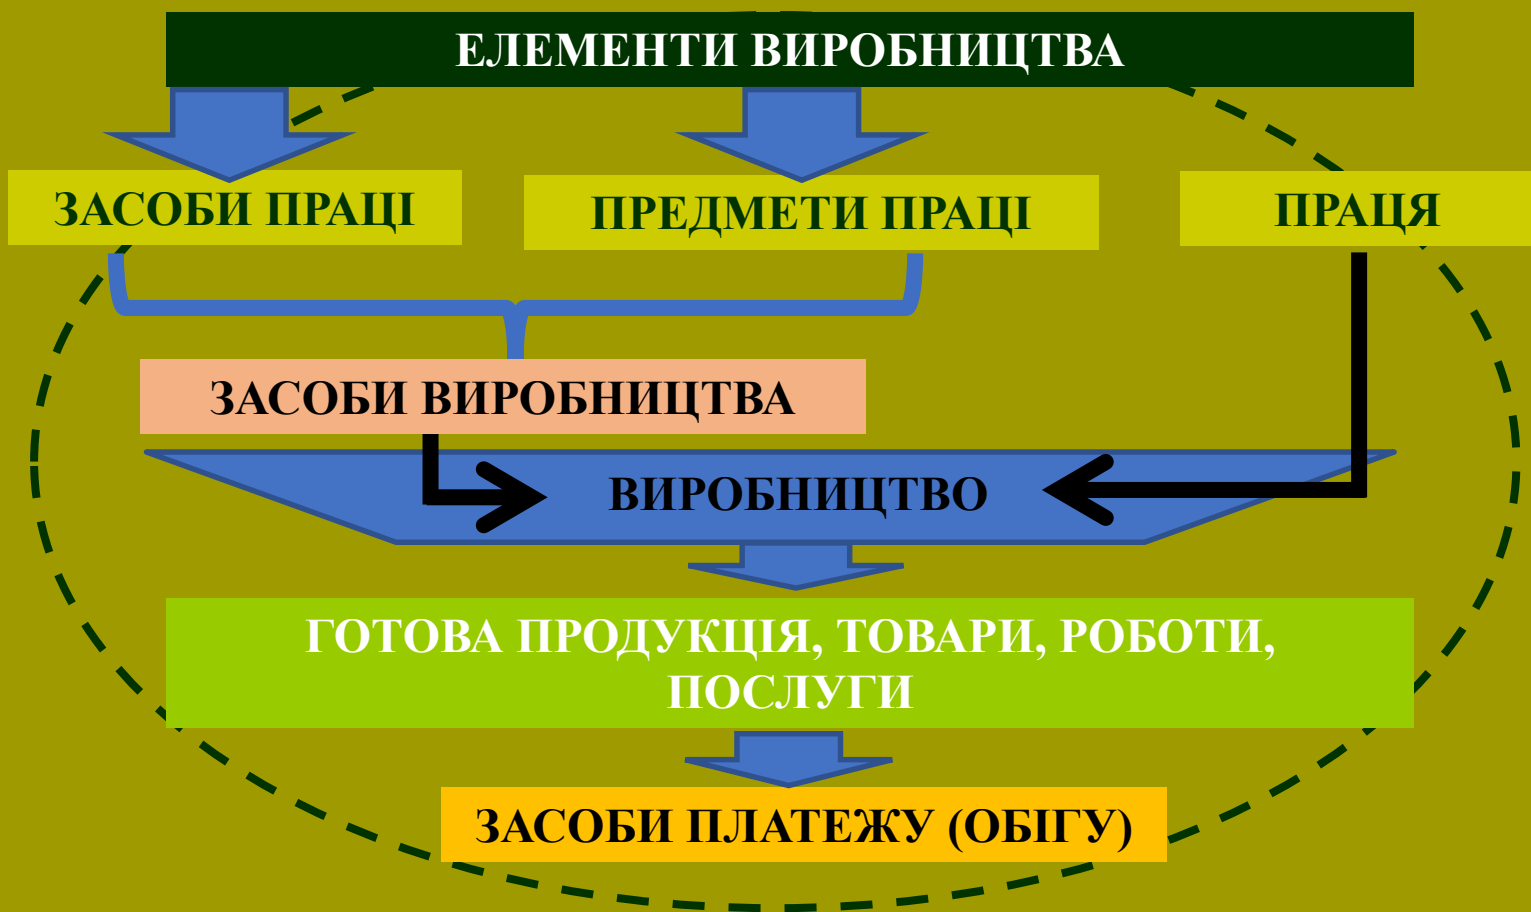 ЕЛЕМЕНТИ ВИРОБНИЦТВА
ЗАСОБИ ПРАЦІ
ПРЕДМЕТИ ПРАЦІ
ПРАЦЯ
ЗАСОБИ ВИРОБНИЦТВА
ВИРОБНИЦТВО
ГОТОВА ПРОДУКЦІЯ, ТОВАРИ, РОБОТИ,
ПОСЛУГИ
ЗАСОБИ ПЛАТЕЖУ (ОБІГУ)